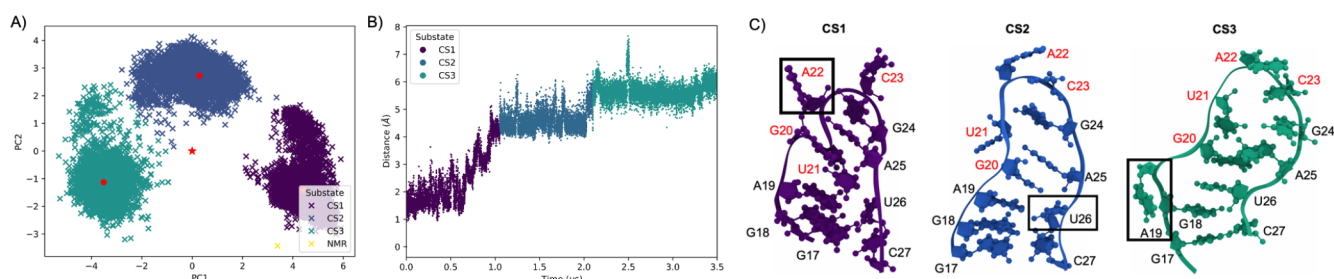 A)
4
3
2
1
0
−1
−2
−3
PC2
−4
−2
0
2
4
6
PC1
Substate
CS1
CS2
CS3
NMR
B)
8
7
6
5
4
3
2
1
0
Distance (Å)
Substate
CS1
CS2
CS3
0.0
0.5
1.0
1.5
2.0
2.5
3.0
3.5
Time (μs)
C)
CS1
A22
C23
G20
G24
U21
A25
A19
U26
G18
G17
C27
CS2
A22
C23
U21
G24
G20
A19
A25
G18
U26
G17
C27
CS3
A22
C23
U21
G20
G24
A25
U26
A19
G18
G17
C27